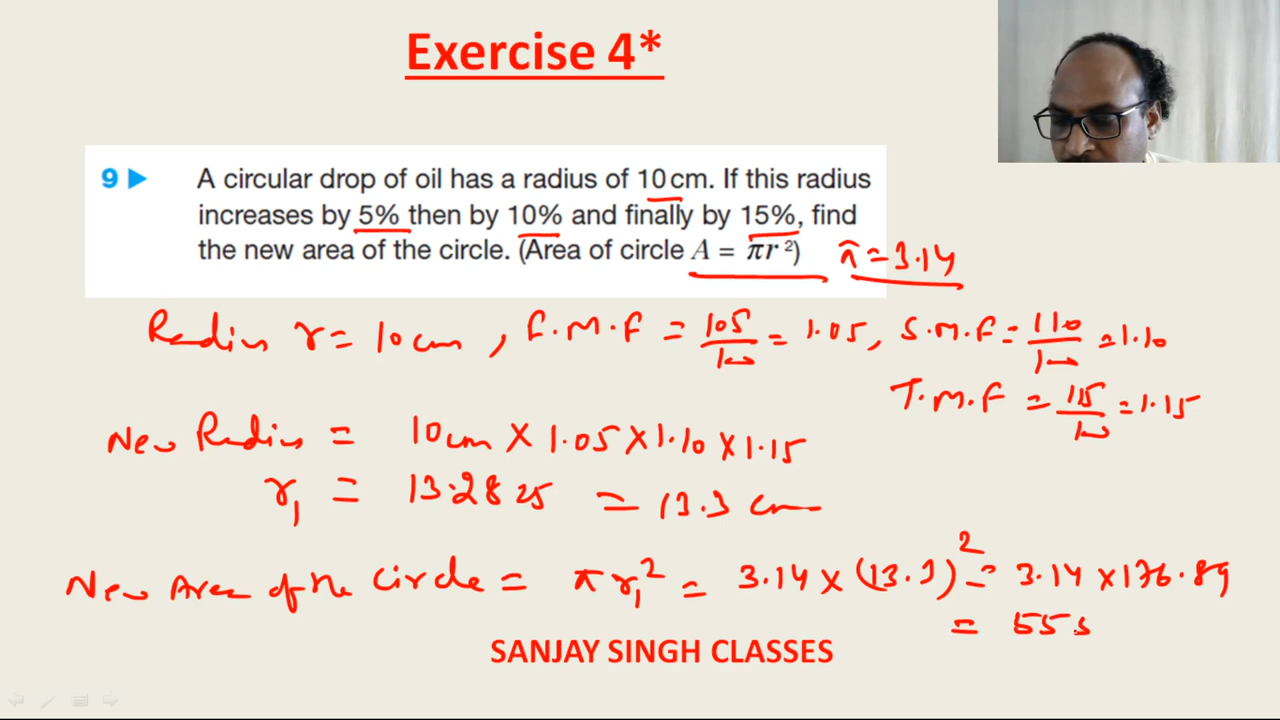 Exercise 4*
9 ▶ A circular drop of oil has a radius of 10 cm. If this radius
increases by 5% then by 10% and finally by 15%, find
the new area of the circle. (Area of circle A = πr²) π = 3.14
Radius r = 10 cm, F.M.F = 105/100 = 1.05, S.M.F = 110/100 = 1.10
T.M.F = 115/100 = 1.15
New Radius = 10cm × 1.05 × 1.10 × 1.15
r₁ = 13.2825 = 13.3 cm
New Area of the circle = π r₁² = 3.14 × (13.3)² = 3.14 × 176.89
= 555
SANJAY SINGH CLASSES